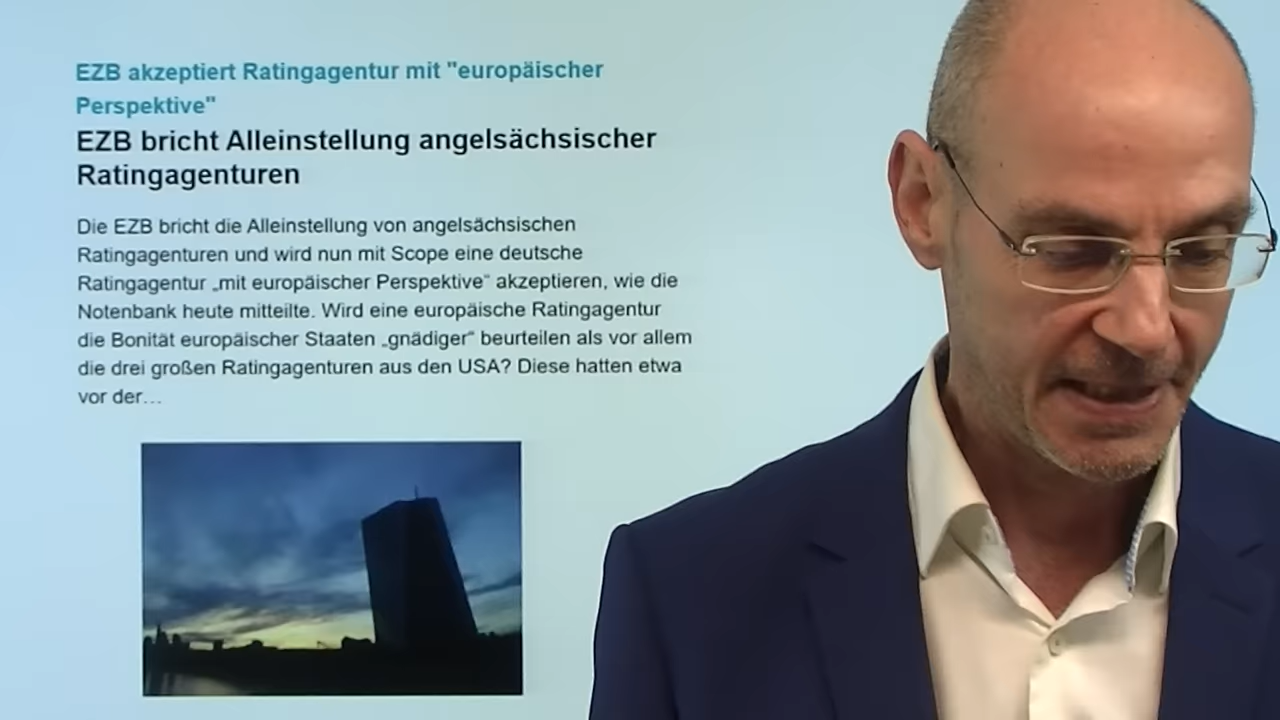 EZB akzeptiert Ratingagentur mit "europäischer
Perspektive"
EZB bricht Alleinstellung angelsächsischer
Ratingagenturen
Die EZB bricht die Alleinstellung von angelsächsischen
Ratingagenturen und wird nun mit Scope eine deutsche
Ratingagentur „mit europäischer Perspektive“ akzeptieren, wie die
Notenbank heute mitteilte. Wird eine europäische Ratingagentur
die Bonität europäischer Staaten „gnädiger“ beurteilen als vor allem
die drei großen Ratingagenturen aus den USA? Diese hatten etwa
vor der…